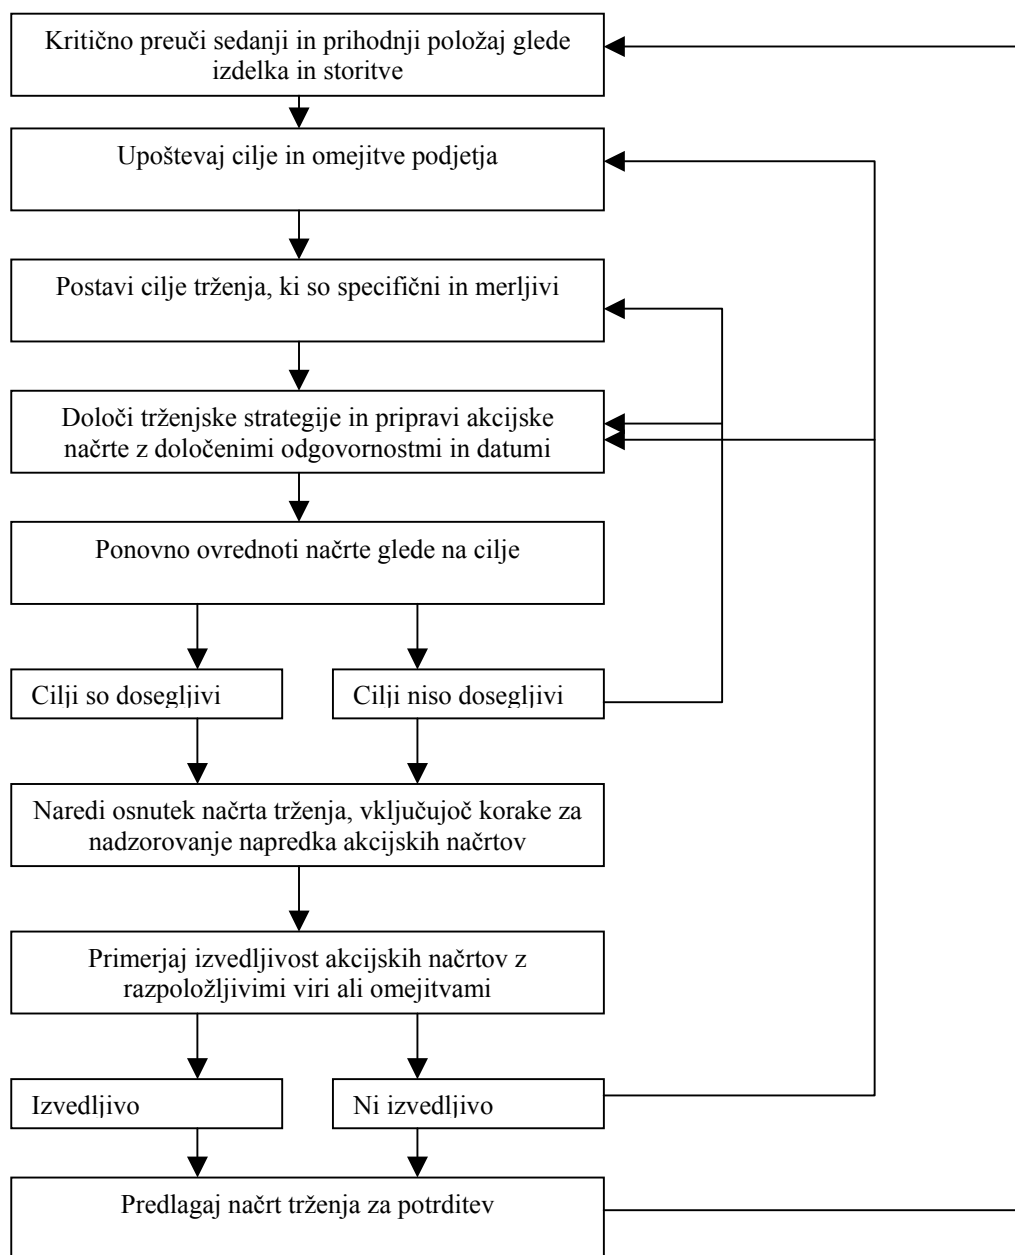 Kritično preuči sedanji in prihodnji položaj glede
izdelka in storitve
Upoštevaj cilje in omejitve podjetja
Postavi cilje trženja, ki so specifični in merljivi
Določi trženjske strategije in pripravi akcijske
načrte z določenimi odgovornostmi in datumi
Ponovno ovrednoti načrte glede na cilje
Cilji so dosegljivi
Cilji niso dosegljivi
Naredi osnutek načrta trženja, vključujoč korake za
nadzorovanje napredka akcijskih načrtov
Primerjaj izvedljivost akcijskih načrtov z
razpoložljivimi viri ali omejitvami
Izvedljivo
Ni izvedljivo
Predlagaj načrt trženja za potrditev